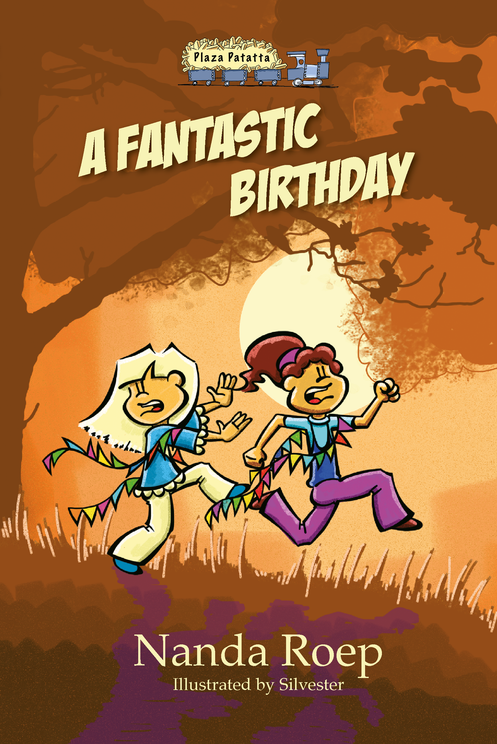 Plaza Patatta
A FANTASTIC
BIRTHDAY
Nanda Roep
Illustrated by Silvester